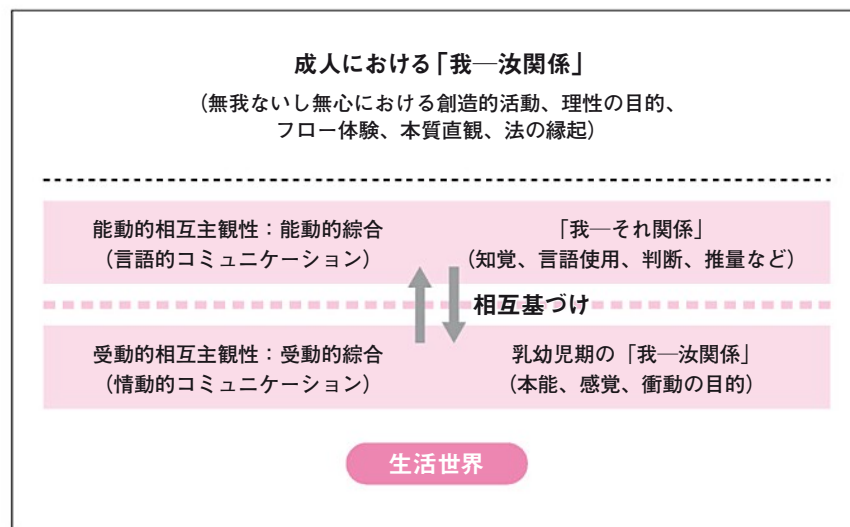 成人における「我―汝関係」
(無我ないし無心における創造的活動、理性の目的、
フロー体験、本質直観、法の縁起)
能動的相互主観性:能動的綜合
(言語的コミュニケーション)
「我―それ関係」
(知覚、言語使用、判断、推量など)
相互基づけ
受動的相互主観性:受動的綜合
(情動的コミュニケーション)
乳幼児期の「我―汝関係」
(本能、感覚、衝動の目的)
生活世界